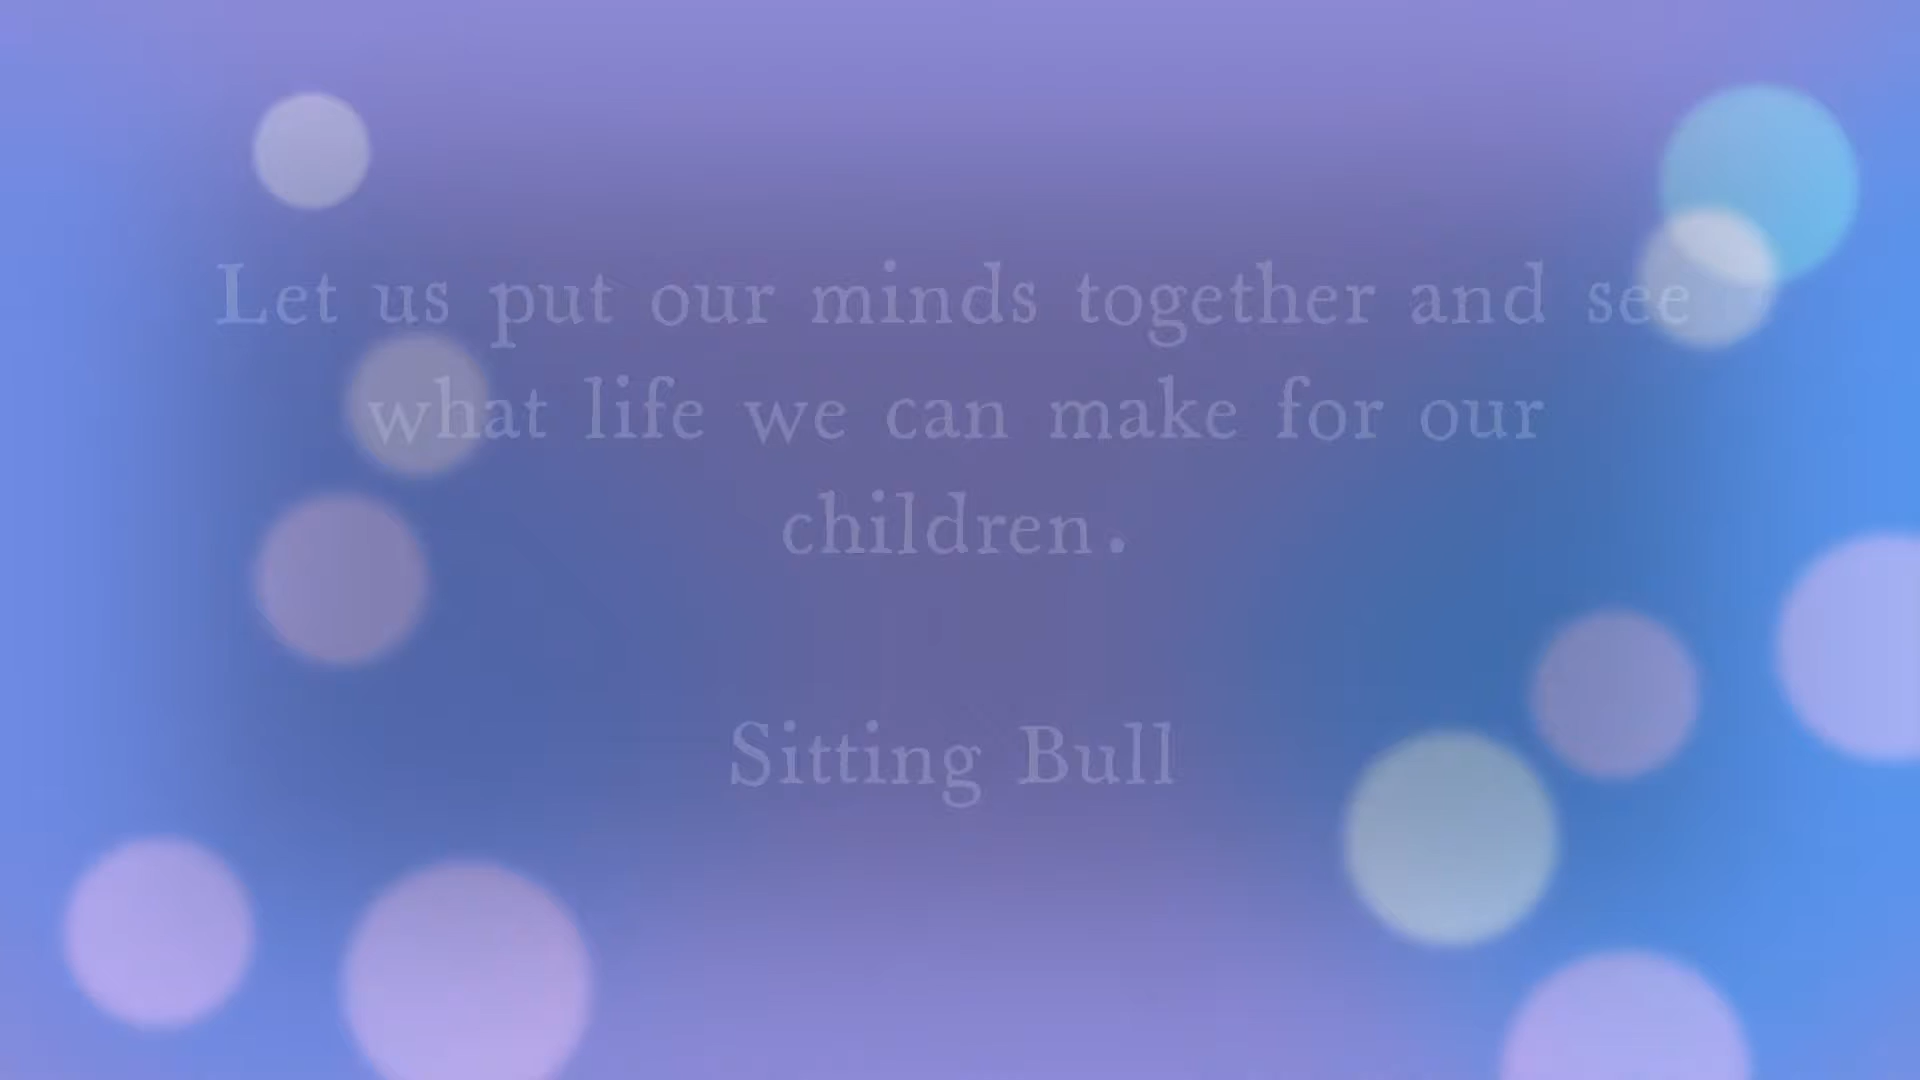 Let us put our minds together and see
what life we can make for our
children.
Sitting Bull